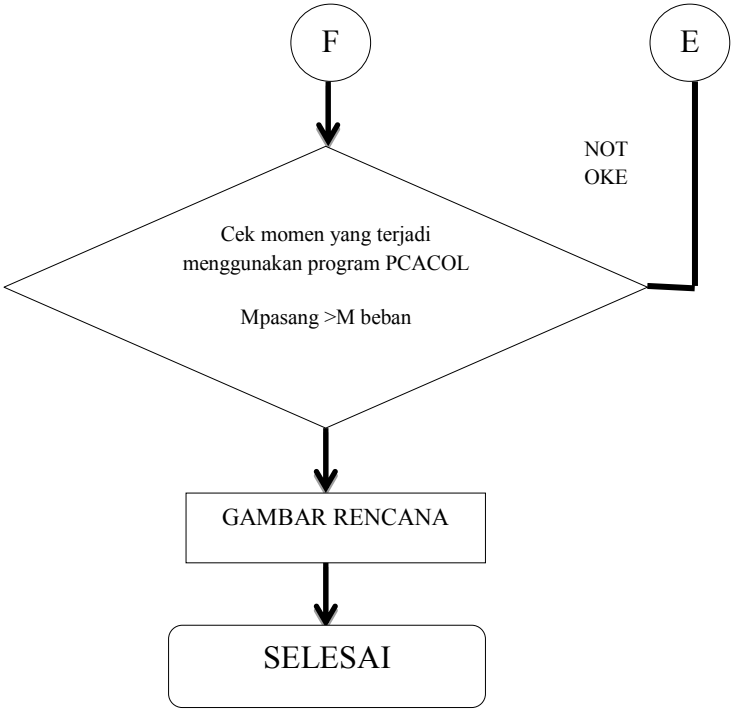 F
E
NOT
OKE
Cek momen yang terjadi
menggunakan program PCACOL
Mpasang >M beban
GAMBAR RENCANA
SELESAI